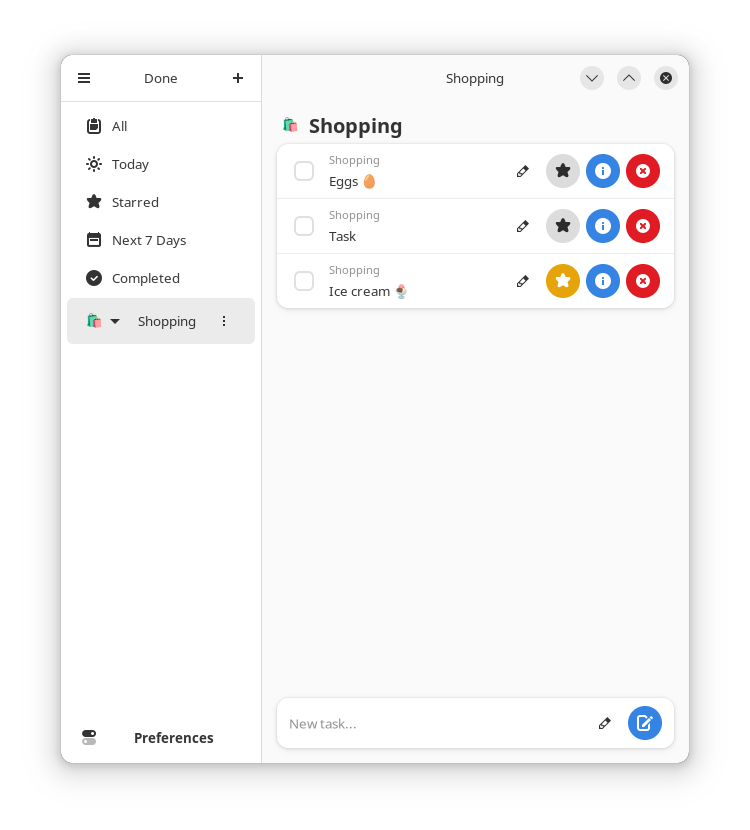 Done
All
Today
Starred
Next 7 Days
Completed
Shopping
Preferences
Shopping
Shopping
Shopping
Eggs 🥚
Shopping
Task
Shopping
Ice cream 🍨
New task...